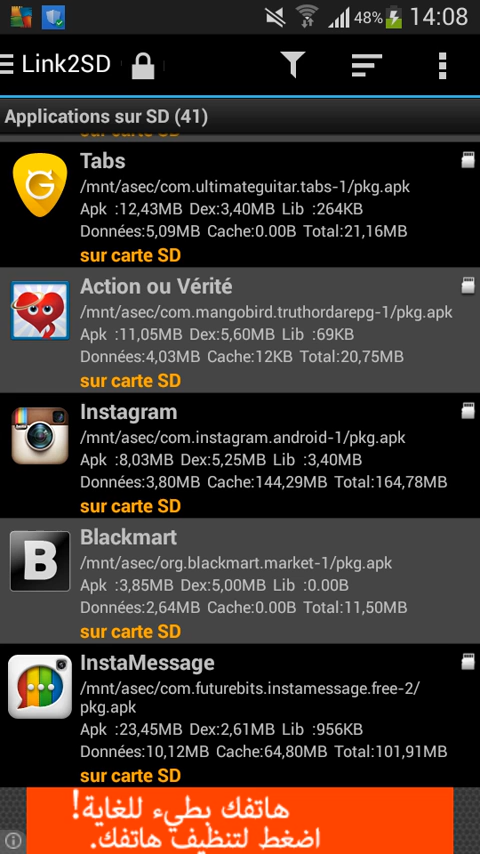 48% 14:08
Link2SD
Applications sur SD (41)
sur carte SD
Tabs
/mnt/asec/com.ultimateguitar.tabs-1/pkg.apk
Apk :12,43MB Dex:3,40MB Lib :264KB
Données:5,09MB Cache:0.00B Total:21,16MB
sur carte SD
Action ou Vérité
/mnt/asec/com.mangobird.truthordarepg-1/pkg.apk
Apk :11,05MB Dex:5,60MB Lib :69KB
Données:4,03MB Cache:12KB Total:20,75MB
sur carte SD
Instagram
/mnt/asec/com.instagram.android-1/pkg.apk
Apk :8,03MB Dex:5,25MB Lib :3,40MB
Données:3,80MB Cache:144,29MB Total:164,78MB
sur carte SD
B
Blackmart
/mnt/asec/org.blackmart.market-1/pkg.apk
Apk :3,85MB Dex:5,00MB Lib :0.00B
Données:2,64MB Cache:0.00B Total:11,50MB
sur carte SD
InstaMessage
/mnt/asec/com.futurebits.instamessage.free-2/
pkg.apk
Apk :23,45MB Dex:2,61MB Lib :956KB
Données:10,12MB Cache:64,80MB Total:101,91MB
sur carte SD
هاتفك بطيء للغاية!
اضغط لتنظيف هاتفك.